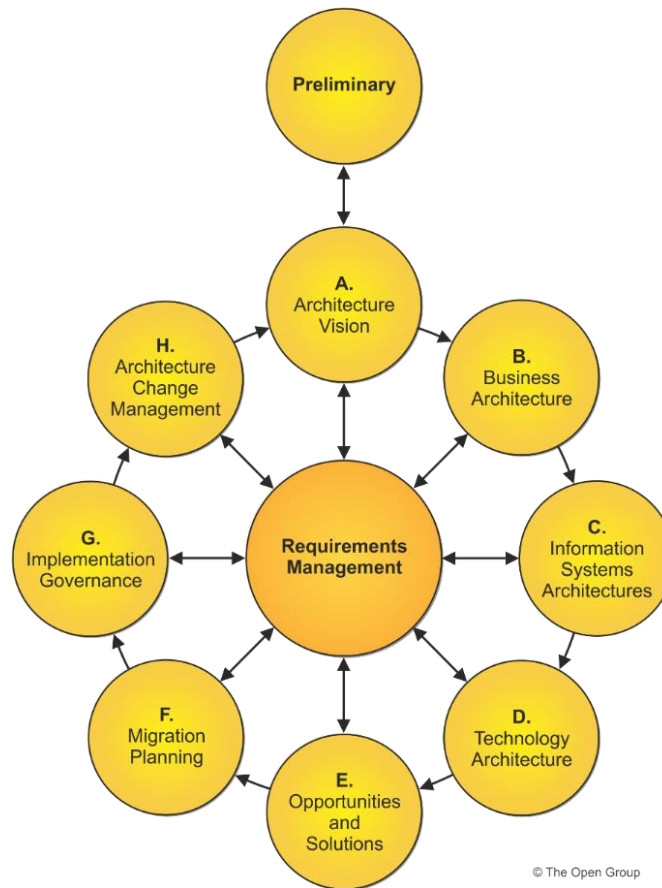 Preliminary
A.
Architecture
Vision
B.
Business
Architecture
C.
Information
Systems
Architectures
D.
Technology
Architecture
E.
Opportunities
and
Solutions
F.
Migration
Planning
G.
Implementation
Governance
H.
Architecture
Change
Management
Requirements
Management
© The Open Group